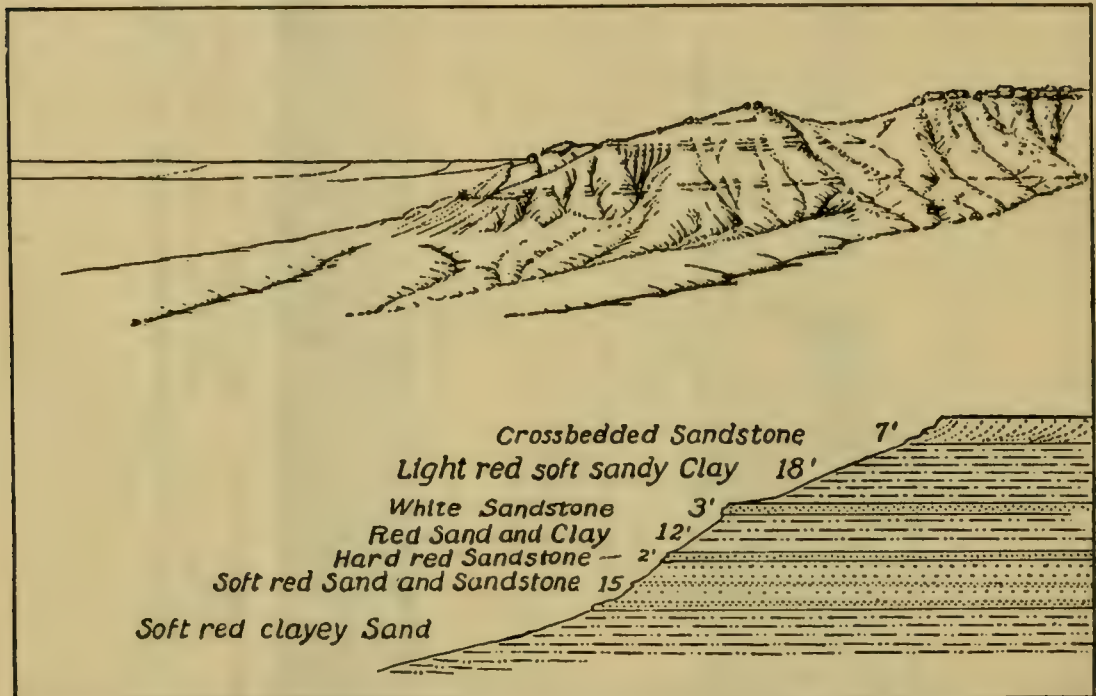 Crossbedded Sandstone 7'
Light red soft sandy Clay 18'
White Sandstone 3'
Red Sand and Clay 12'
Hard red Sandstone — 2'
Soft red Sand and Sandstone 15
Soft red clayey Sand